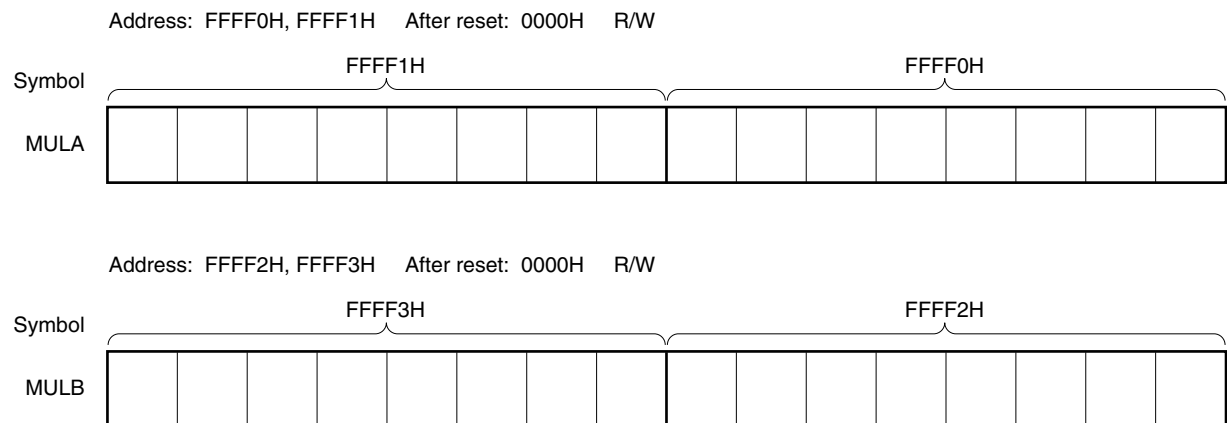 Address: FFFF0H, FFFF1H After reset: 0000H R/W
Symbol FFFF1H FFFF0H
MULA
Address: FFFF2H, FFFF3H After reset: 0000H R/W
Symbol FFFF3H FFFF2H
MULB